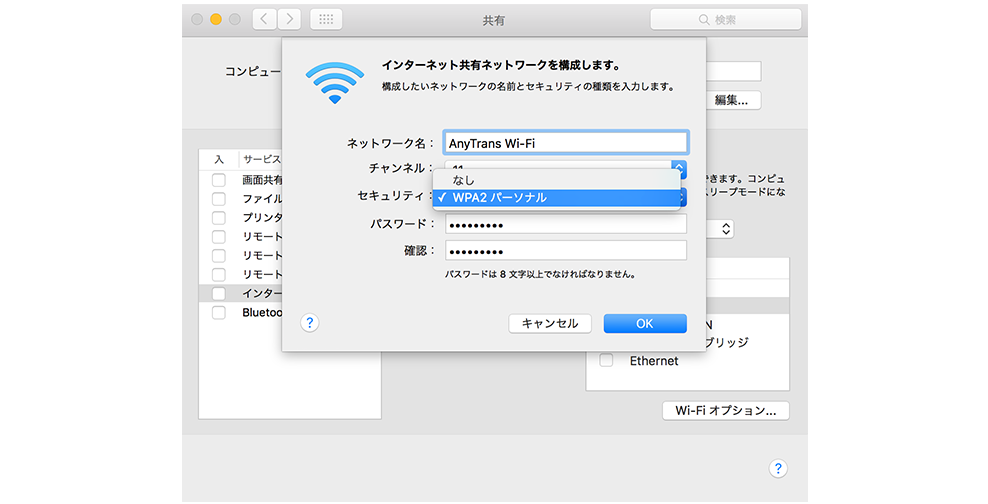 共有
検索
インターネット共有ネットワークを構成します。
構成したいネットワークの名前とセキュリティの種類を入力します。
コンピュー
編集...
ネットワーク名：
AnyTrans Wi-Fi
チャンネル：
なし
セキュリティ：
✓ WPA2 パーソナル
パスワード：
•••••••••
確認：
•••••••••
パスワードは 8 文字以上でなければなりません。
?
キャンセル
OK
入
サービス
画面共有
ファイル
プリンタ
リモート
リモート
リモート
インター
Bluetoo
できます。コンピュ
スリープモードにな
N
ブリッジ
Ethernet
Wi-Fi オプション...
?